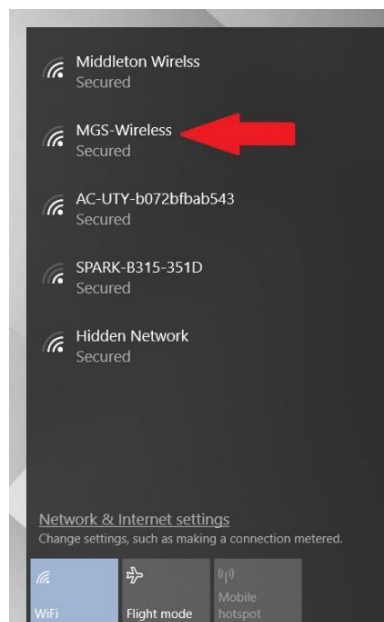 Middleton Wirelss
Secured
MGS-Wireless
Secured
AC-UTY-b072bfbab543
Secured
SPARK-B315-351D
Secured
Hidden Network
Secured
Network & Internet settings
Change settings, such as making a connection metered.
WiFi
Flight mode
Mobile
hotspot